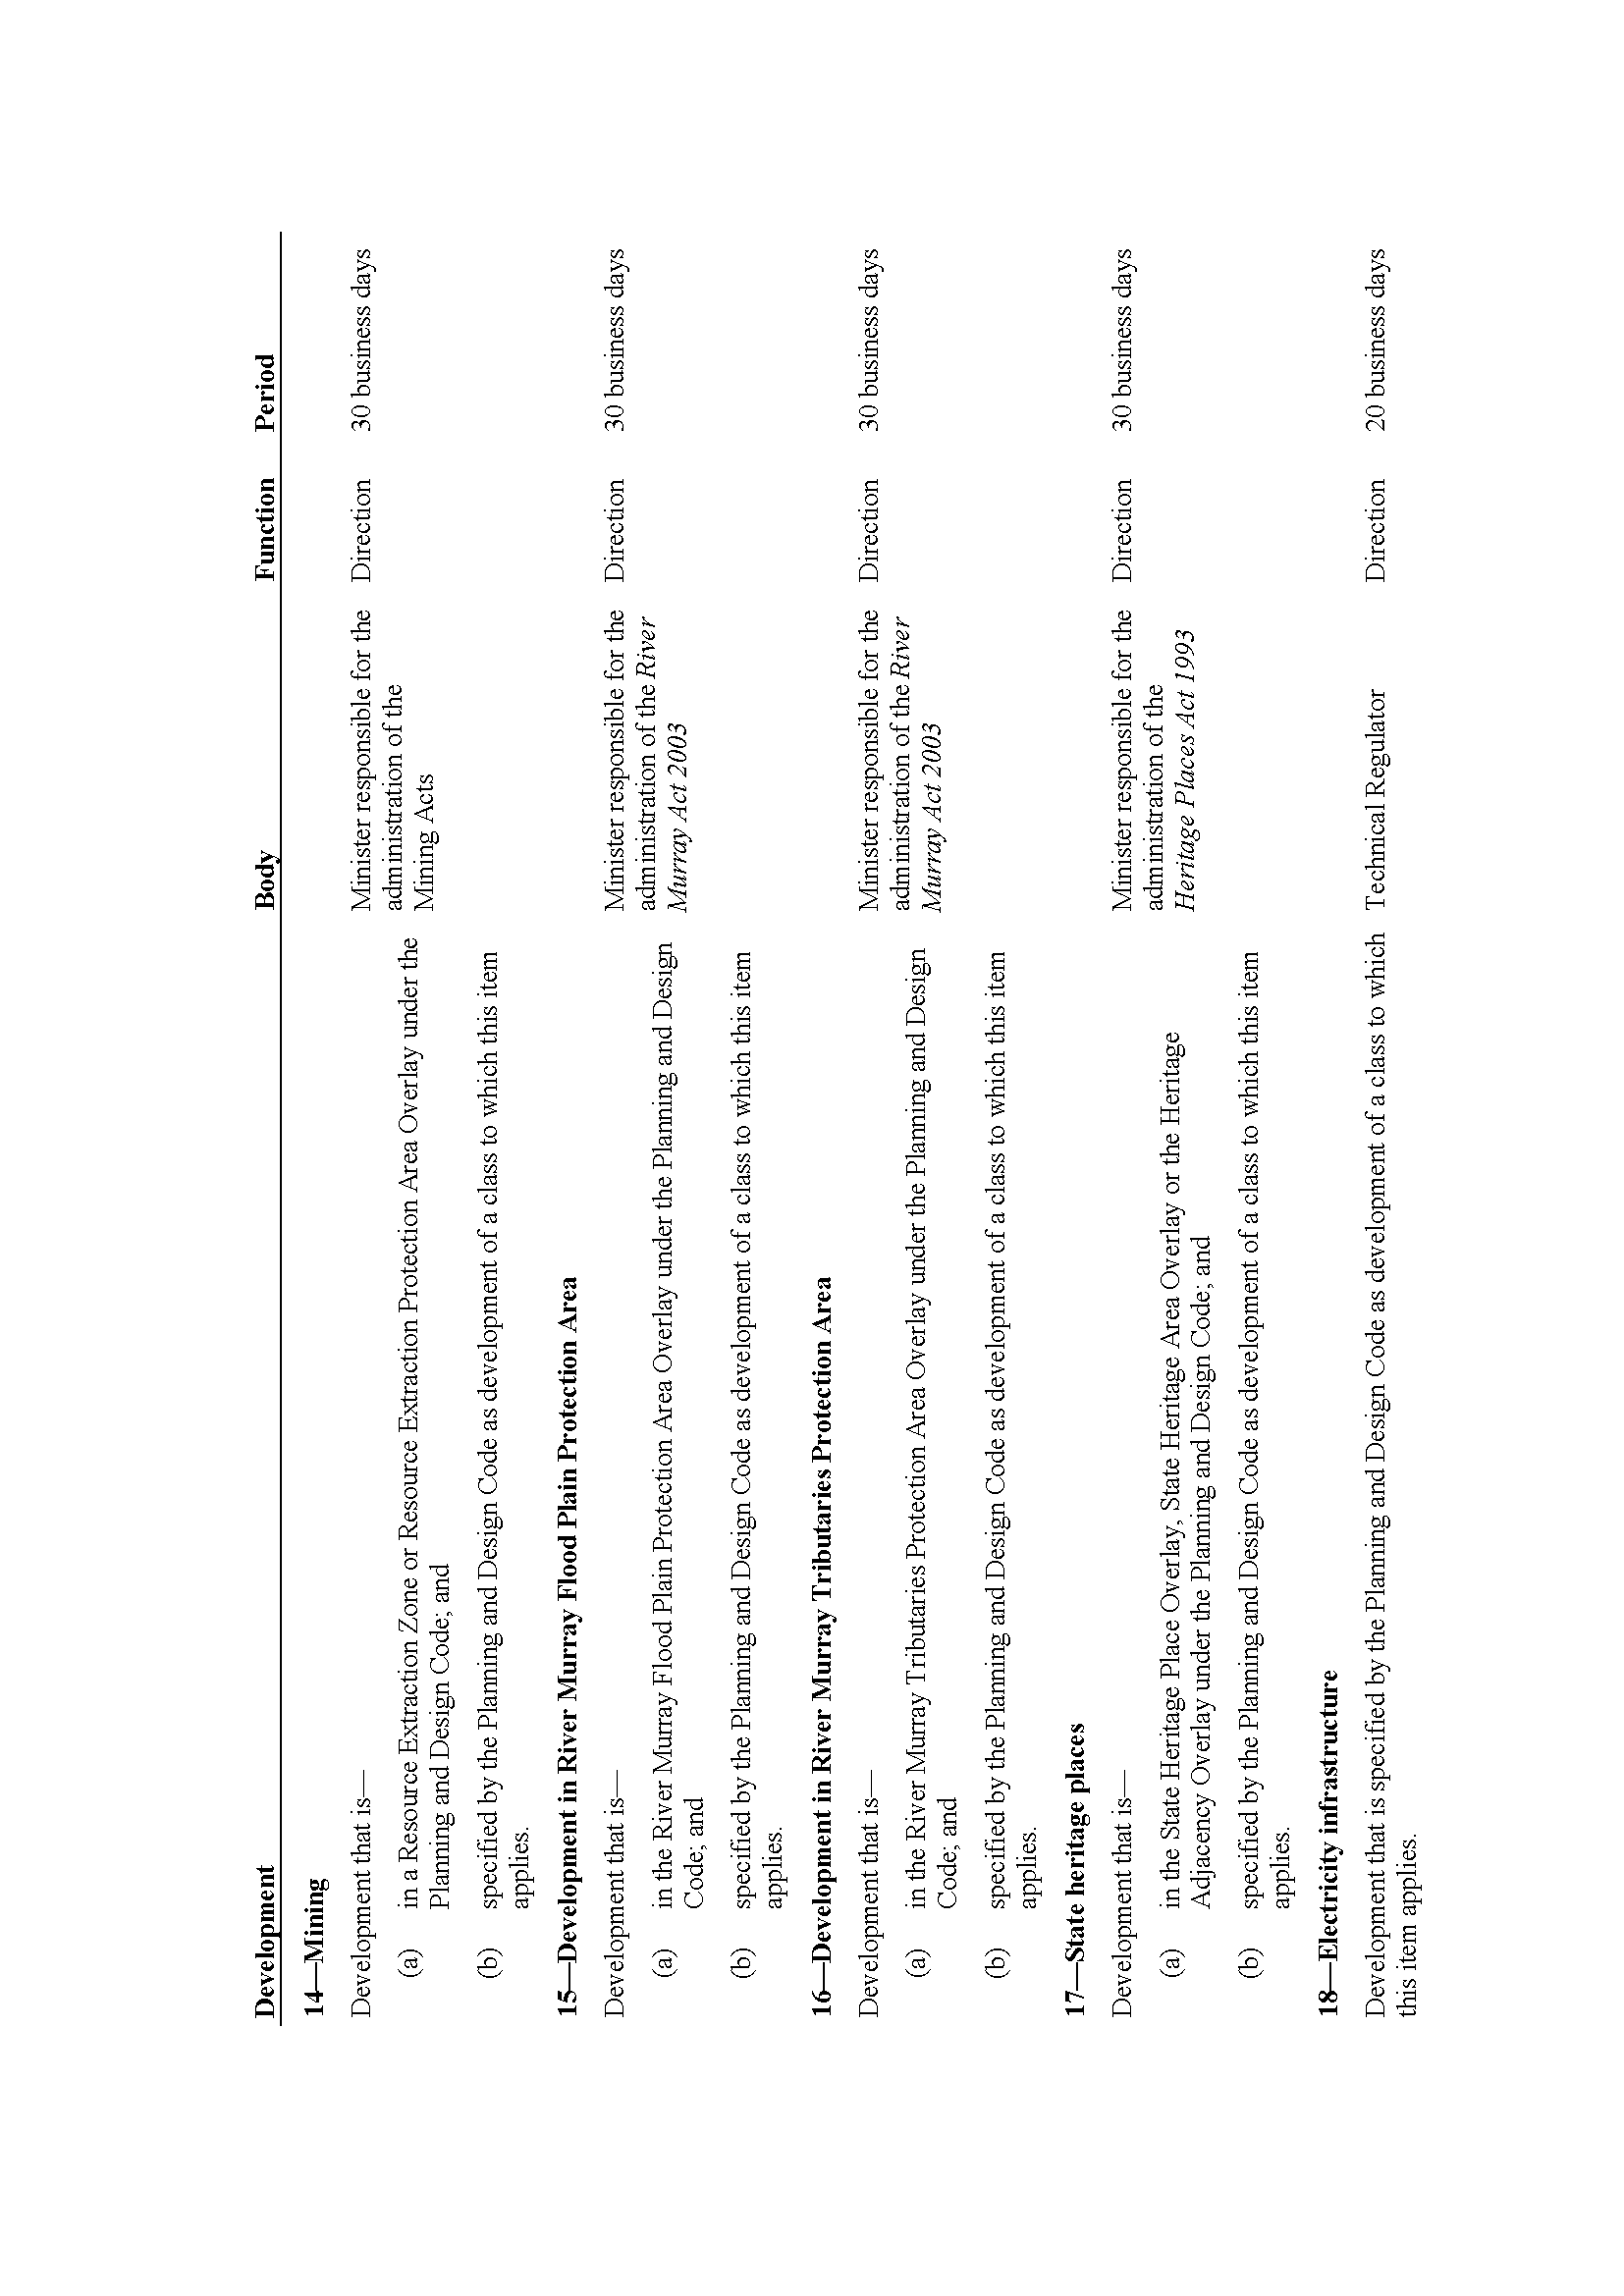 Development Body Function Period
14—Mining
Development that is— Minister responsible for the Direction 30 business days
administration of the
(a) in a Resource Extraction Zone or Resource Extraction Protection Area Overlay under the
Mining Acts
Planning and Design Code; and
(b) specified by the Planning and Design Code as development of a class to which this item
applies.
15—Development in River Murray Flood Plain Protection Area
Development that is— Minister responsible for the Direction 30 business days
administration of the River
(a) in the River Murray Flood Plain Protection Area Overlay under the Planning and Design
Murray Act 2003
Code; and
(b) specified by the Planning and Design Code as development of a class to which this item
applies.
16—Development in River Murray Tributaries Protection Area
Development that is— Minister responsible for the Direction 30 business days
administration of the River
(a) in the River Murray Tributaries Protection Area Overlay under the Planning and Design
Murray Act 2003
Code; and
(b) specified by the Planning and Design Code as development of a class to which this item
applies.
17—State heritage places
Development that is— Minister responsible for the Direction 30 business days
administration of the
(a) in the State Heritage Place Overlay, State Heritage Area Overlay or the Heritage
Heritage Places Act 1993
Adjacency Overlay under the Planning and Design Code; and
(b) specified by the Planning and Design Code as development of a class to which this item
applies.
18—Electricity infrastructure
Development that is specified by the Planning and Design Code as development of a class to which Technical Regulator Direction 20 business days
this item applies.